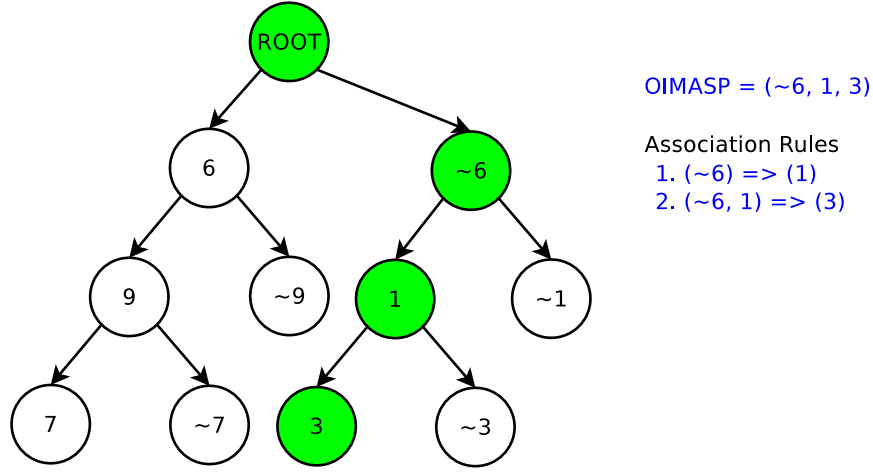 ROOT
OIMASP = (~6, 1, 3)
Association Rules
1. (~6) => (1)
2. (~6, 1) => (3)
6
~6
9
~9
1
~1
7
~7
3
~3